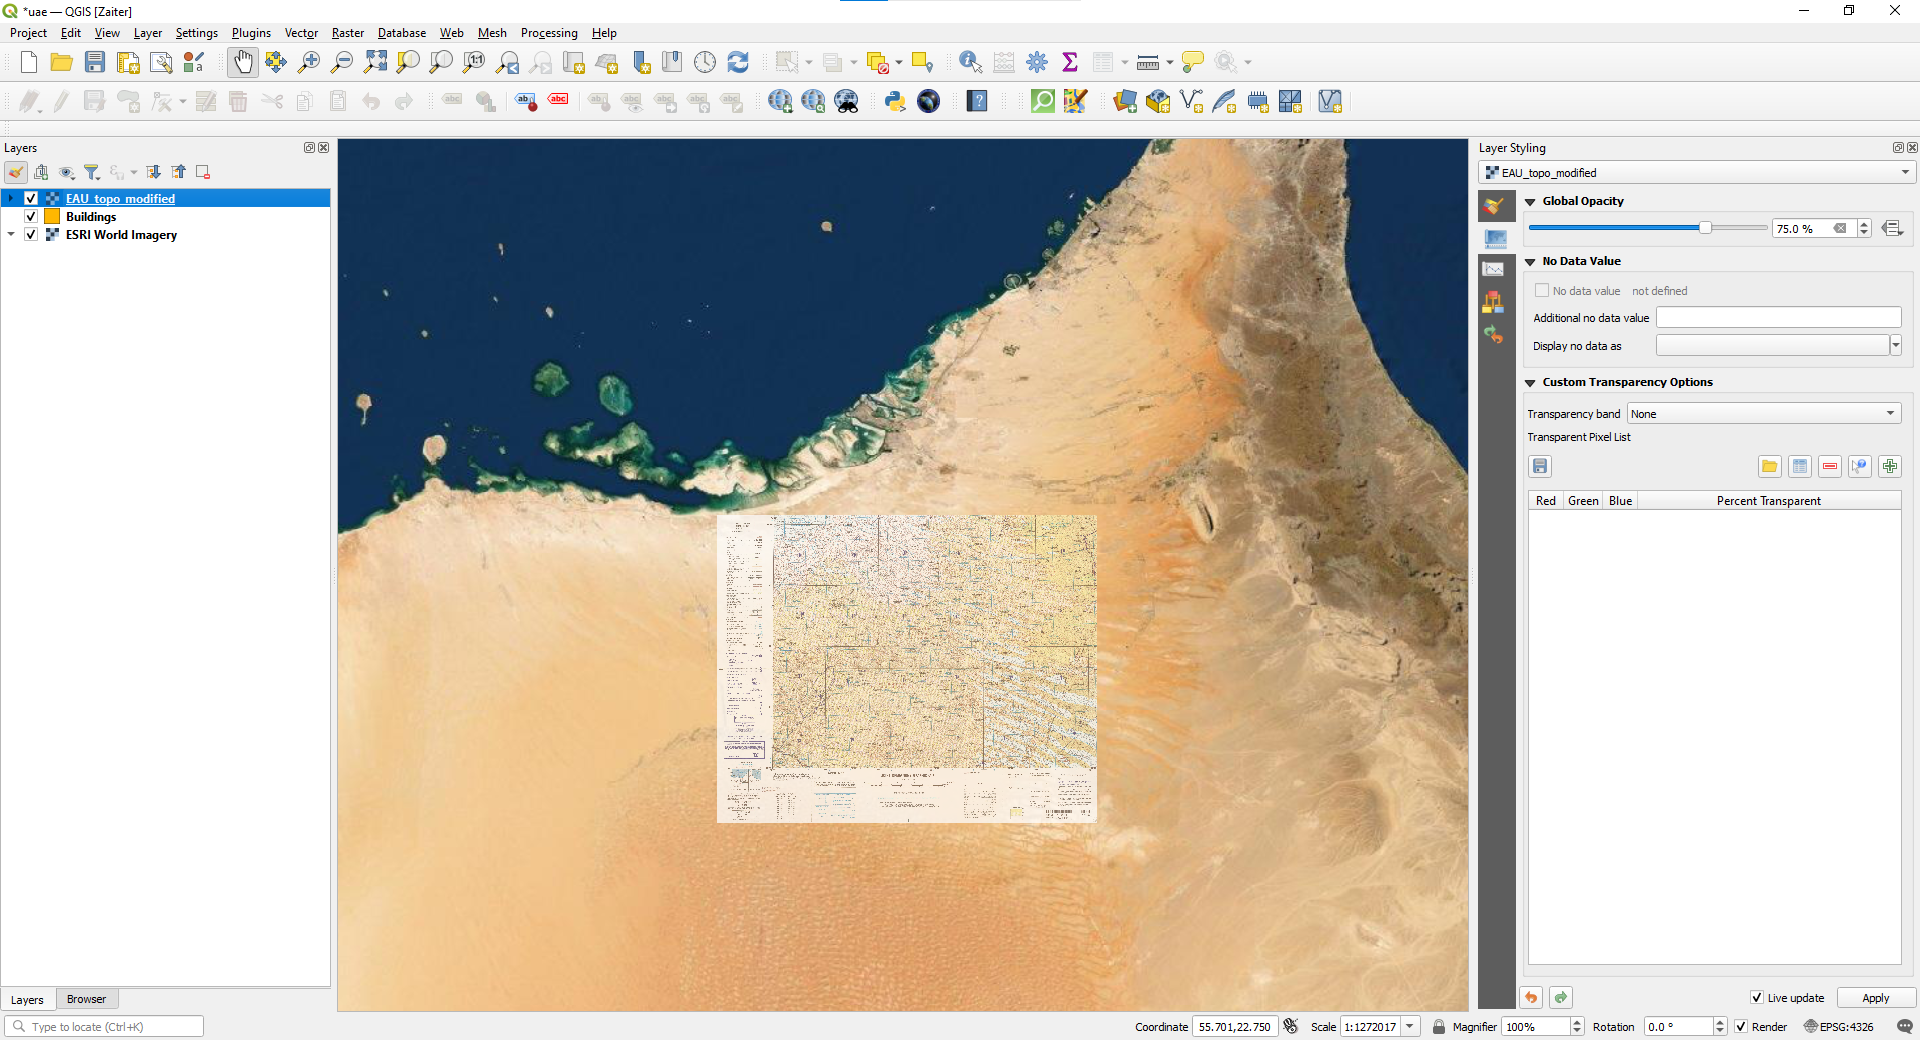 *uae — QGIS [Zaiter]
Project Edit View Layer Settings Plugins Vector Raster Database Web Mesh Processing Help
Layers
EAU_topo_modified
Buildings
ESRI World Imagery
Layers Browser
Type to locate (Ctrl+K)
Layer Styling
EAU_topo_modified
Global Opacity
75.0 %
No Data Value
No data value not defined
Additional no data value
Display no data as
Custom Transparency Options
Transparency band None
Transparent Pixel List
Red Green Blue Percent Transparent
Live update Apply
Coordinate 55.701,22.750 Scale 1:1272017 Magnifier 100% Rotation 0.0 ° Render EPSG:4326